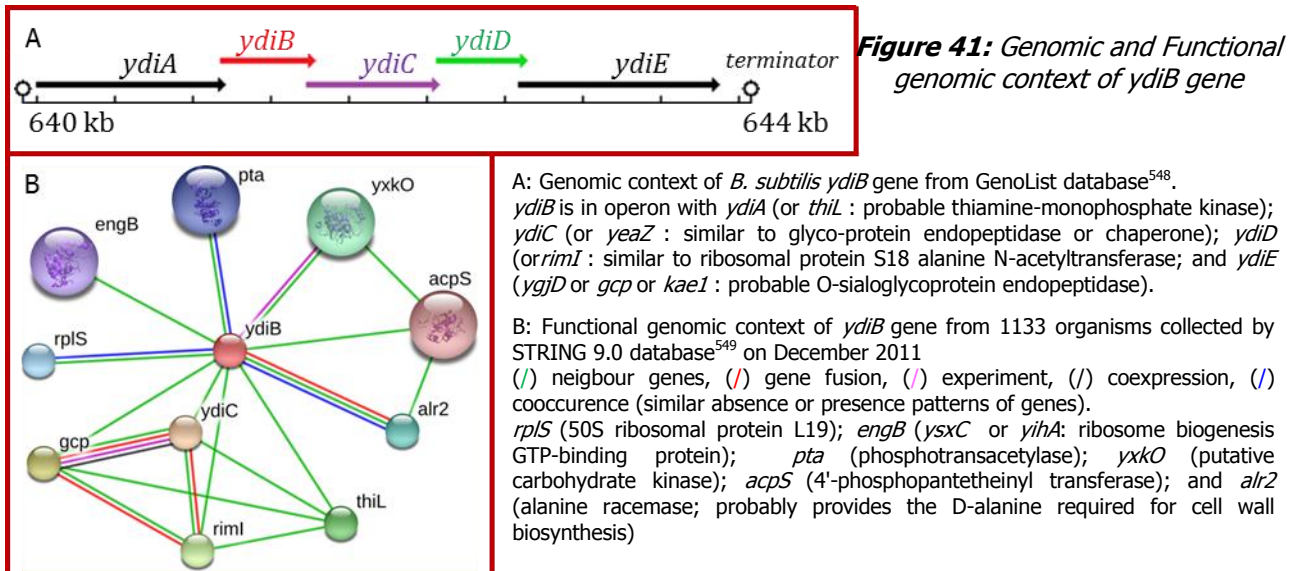 A
ydiA
ydiB
ydiC
ydiD
ydiE
terminator
640 kb
644 kb
Figure 41: Genomic and Functional
genomic context of ydiB gene
B
pta
yxkO
engB
acpS
ydiB
rplS
ydiC
alr2
gcp
thiL
rimI
A: Genomic context of B. subtilis ydiB gene from GenoList database548.
ydiB is in operon with ydiA (or thiL : probable thiamine-monophosphate kinase);
ydiC (or yeaZ : similar to glyco-protein endopeptidase or chaperone); ydiD
(or rimI : similar to ribosomal protein S18 alanine N-acetyltransferase; and ydiE
(ygjD or gcp or kae1 : probable O-sialoglycoprotein endopeptidase).
B: Functional genomic context of ydiB gene from 1133 organisms collected by
STRING 9.0 database549 on December 2011
(/) neigbour genes, (/) gene fusion, (/) experiment, (/) coexpression, (/)
cooccurence (similar absence or presence patterns of genes).
rplS (50S ribosomal protein L19); engB (ysxC or yihA: ribosome biogenesis
GTP-binding protein); pta (phosphotransacetylase); yxkO (putative
carbohydrate kinase); acpS (4'-phosphopantetheinyl transferase); and alr2
(alanine racemase; probably provides the D-alanine required for cell wall
biosynthesis)